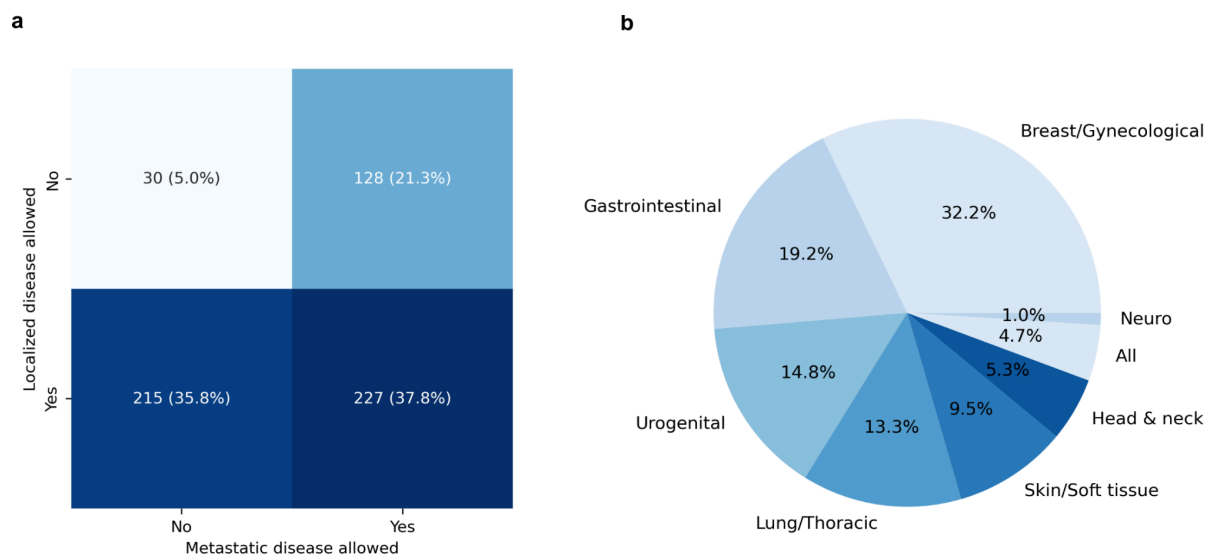 a
Localized disease allowed
No
Yes
30 (5.0%)
128 (21.3%)
215 (35.8%)
227 (37.8%)
No
Yes
Metastatic disease allowed
b
Breast/Gynecological
32.2%
Gastrointestinal
19.2%
Urogenital
14.8%
Lung/Thoracic
13.3%
Skin/Soft tissue
9.5%
Head & neck
5.3%
All
4.7%
Neuro
1.0%